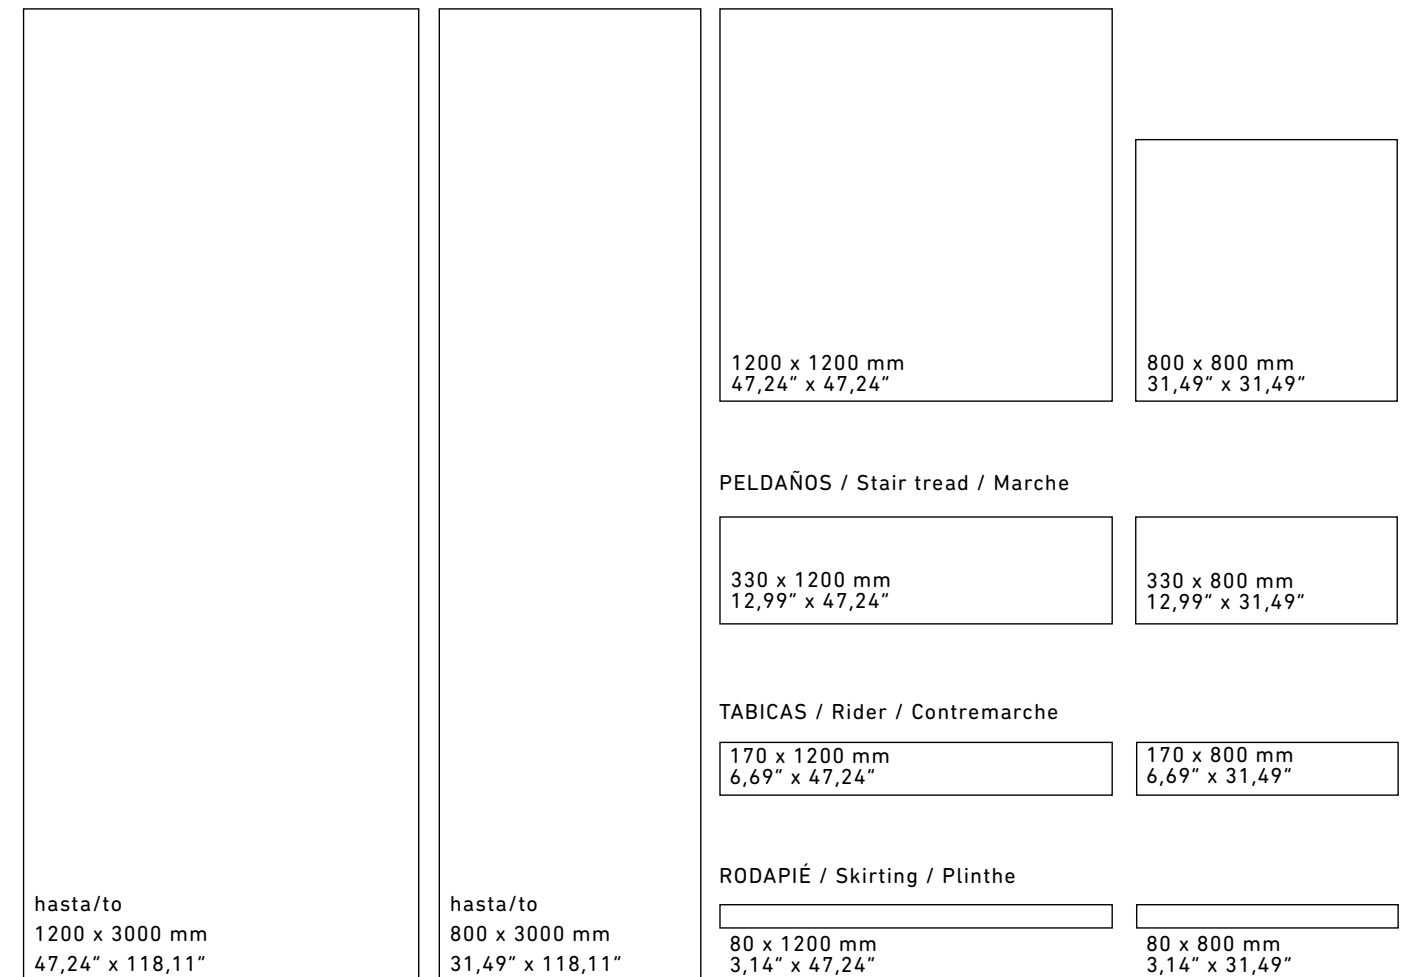 hasta/to
1200 x 3000 mm
47,24” x 118,11”
hasta/to
800 x 3000 mm
31,49” x 118,11”
1200 x 1200 mm
47,24” x 47,24”
800 x 800 mm
31,49” x 31,49”
PELDAÑOS / Stair tread / Marche
330 x 1200 mm
12,99” x 47,24”
330 x 800 mm
12,99” x 31,49”
TABICAS / Rider / Contremarche
170 x 1200 mm
6,69” x 47,24”
170 x 800 mm
6,69” x 31,49”
RODAPIÉ / Skirting / Plinthe
80 x 1200 mm
3,14” x 47,24”
80 x 800 mm
3,14” x 31,49”